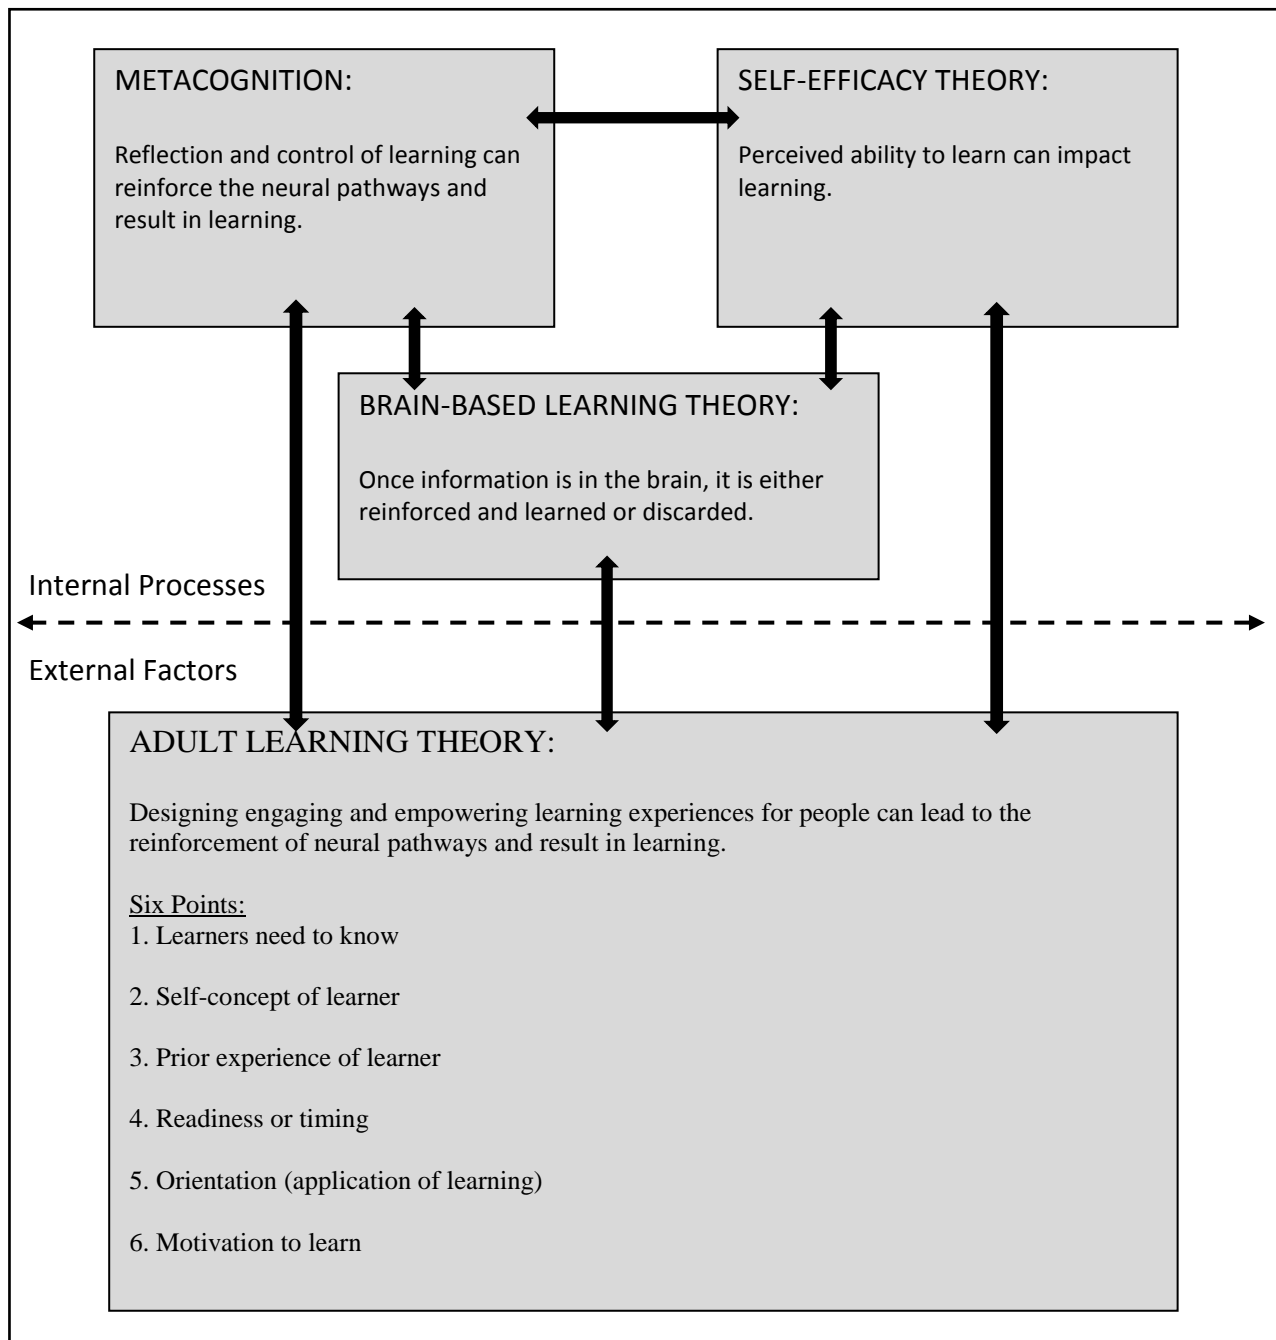 METACOGNITION:
Reflection and control of learning can
reinforce the neural pathways and
result in learning.
SELF-EFFICACY THEORY:
Perceived ability to learn can impact
learning.
BRAIN-BASED LEARNING THEORY:
Once information is in the brain, it is either
reinforced and learned or discarded.
Internal Processes
External Factors
ADULT LEARNING THEORY:
Designing engaging and empowering learning experiences for people can lead to the
reinforcement of neural pathways and result in learning.
Six Points:
1. Learners need to know
2. Self-concept of learner
3. Prior experience of learner
4. Readiness or timing
5. Orientation (application of learning)
6. Motivation to learn